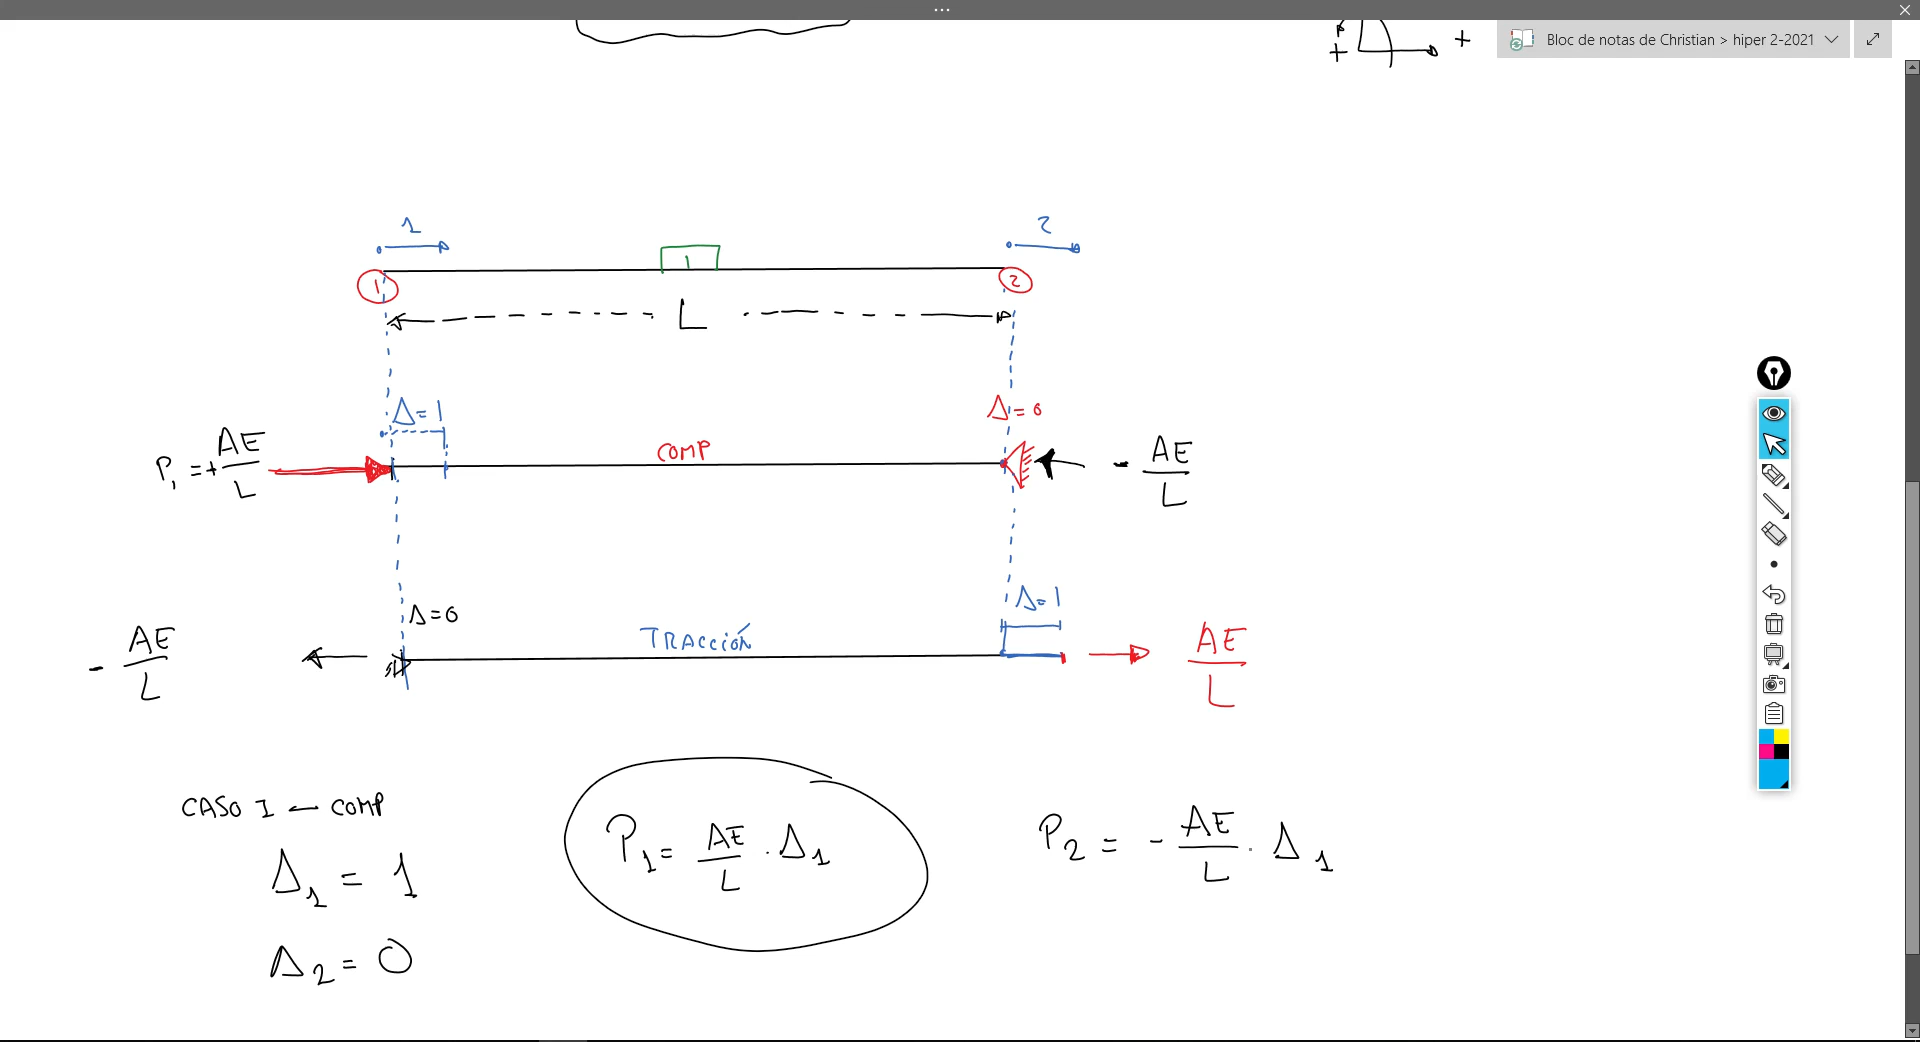 ...
+ +
Bloc de notas de Christian > hiper 2-2021
1 2
1
1 2
L
Δ=1 Δ=0
P₁ = + AE/L COMP - AE/L
Δ=0 Δ=1
- AE/L TRACCIÓN AE/L
CASO I ← COMP
Δ₁ = 1
Δ₂ = 0
P₁ = AE/L · Δ₁
P₂ = - AE/L · Δ₁